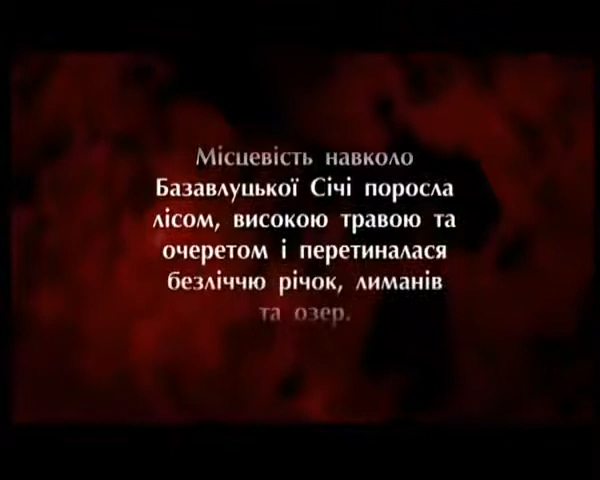 Місцевість навколо
Базавлуцької Січі поросла
лісом, високою травою та
очеретом і перетиналася
безліччю річок, лиманів
та озер.